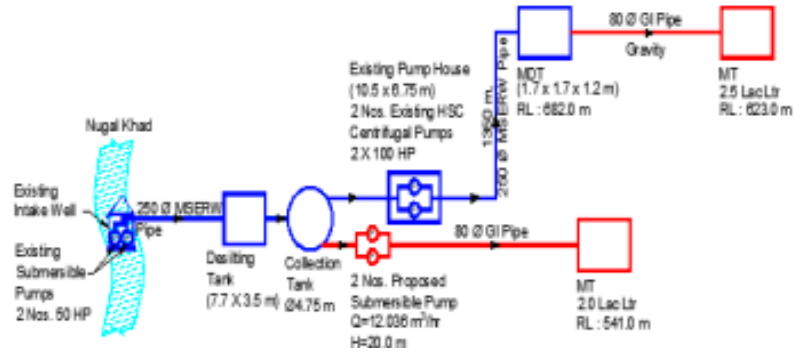 80 Ø GI Pipe
Gravity
Existing Pump House
(10.5 x 6.75 m)
2 Nos. Existing HSC
Centrifugal Pumps
2 X 100 HP
1350 m,
250 Ø MSERW Pipe
MDT
(1.7 x 1.7 x 1.2 m)
RL : 682.0 m
MT
2.5 Lac Ltr
RL : 623.0 m
Nugal Khad
Existing
Intake Well
250 Ø MSERW
Pipe
Existing
Submersible
Pumps
2 Nos. 50 HP
Desilting
Tank
(7.7 X 3.5 m)
Collection
Tank
Ø4.75 m
80 Ø GI Pipe
2 Nos. Proposed
Submersible Pump
Q=12.036 m³/hr
H=20.0 m
MT
2.0 Lac Ltr
RL : 541.0 m